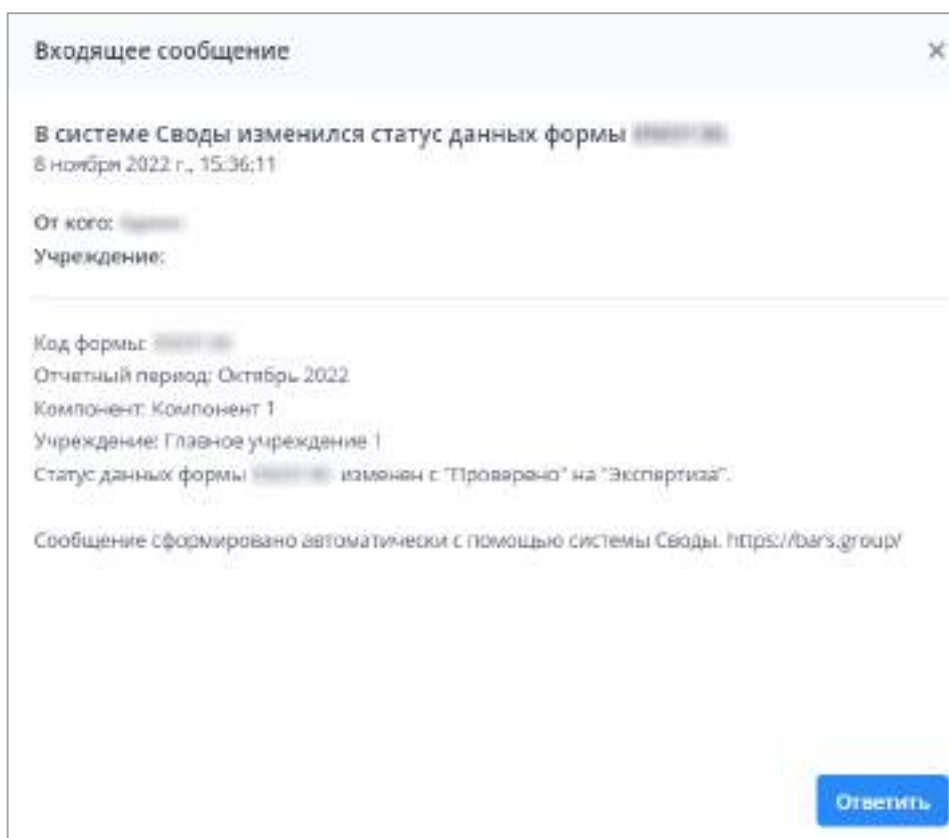 Входящее сообщение
В системе Своды изменился статус данных формы
8 ноября 2022 г., 15:36:11
От кого:
Учреждение:
Код формы:
Отчетный период: Октябрь 2022
Компонент: Компонент 1
Учреждение: Главное учреждение 1
Статус данных формы изменен с "Проверено" на "Экспертиза".
Сообщение сформировано автоматически с помощью системы Своды. https://bars.group/
Ответить